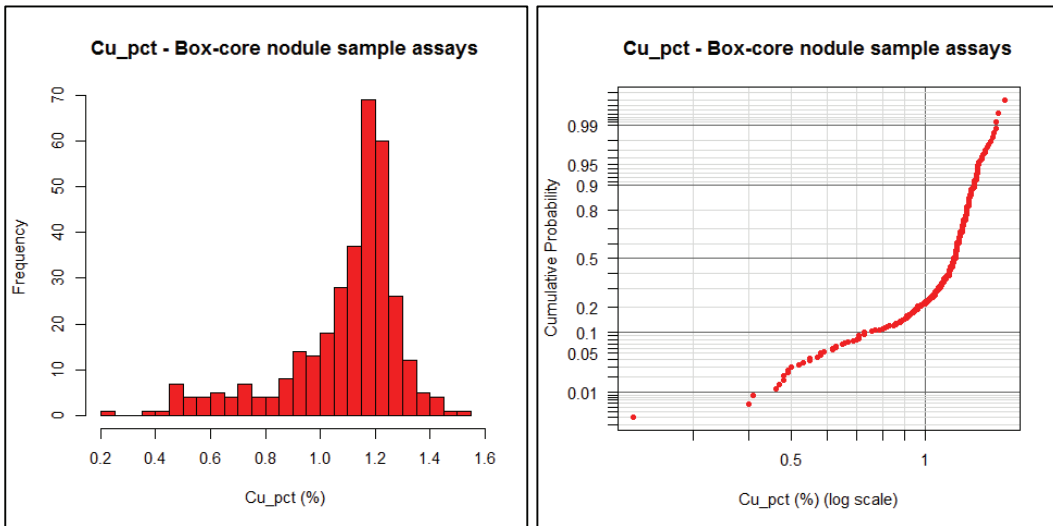 Cu_pct - Box-core nodule sample assays
70
60
50
40
30
20
10
0
Frequency
0.2 0.4 0.6 0.8 1.0 1.2 1.4 1.6
Cu_pct (%)
Cu_pct - Box-core nodule sample assays
0.99
0.95
0.9
0.8
0.5
0.2
0.1
0.05
0.01
Cumulative Probability
0.5 1
Cu_pct (%) (log scale)